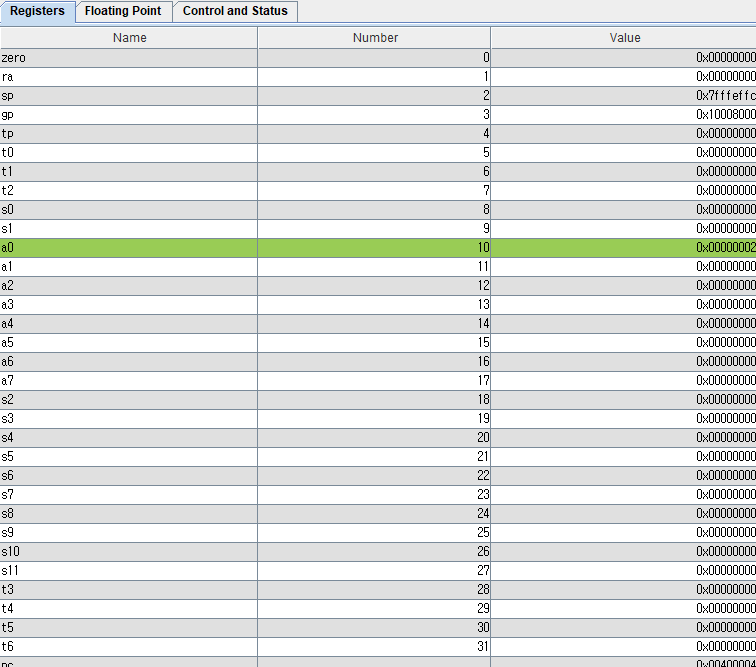 Registers Floating Point Control and Status
Name Number Value
zero 0 0x00000000
ra 1 0x00000000
sp 2 0x7fffeffc
gp 3 0x10008000
tp 4 0x00000000
t0 5 0x00000000
t1 6 0x00000000
t2 7 0x00000000
s0 8 0x00000000
s1 9 0x00000000
a0 10 0x00000002
a1 11 0x00000000
a2 12 0x00000000
a3 13 0x00000000
a4 14 0x00000000
a5 15 0x00000000
a6 16 0x00000000
a7 17 0x00000000
s2 18 0x00000000
s3 19 0x00000000
s4 20 0x00000000
s5 21 0x00000000
s6 22 0x00000000
s7 23 0x00000000
s8 24 0x00000000
s9 25 0x00000000
s10 26 0x00000000
s11 27 0x00000000
t3 28 0x00000000
t4 29 0x00000000
t5 30 0x00000000
t6 31 0x00000000
pc 0x00400004